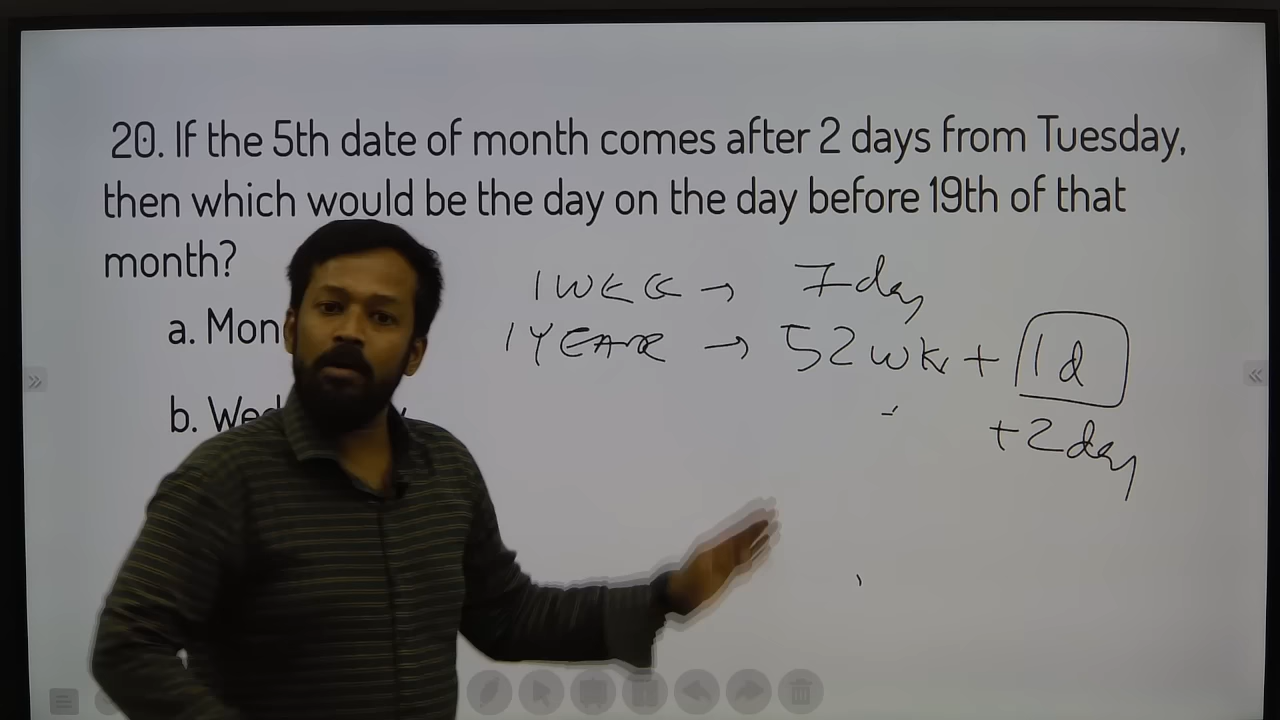 20. If the 5th date of month comes after 2 days from Tuesday,
then which would be the day on the day before 19th of that
month?
1 WEEK → 7 day
1 YEAR → 52 wk + 1 d
a. Mon
b. Wed
+2 day